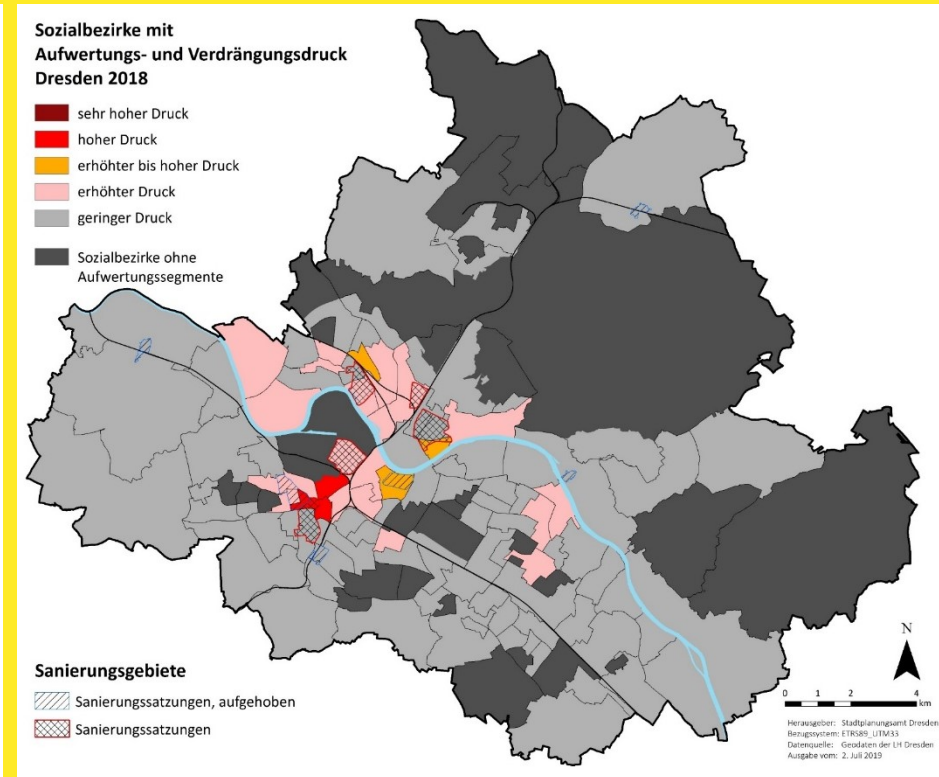 Sozialbezirke mit
Aufwertungs- und Verdrängungsdruck
Dresden 2018
sehr hoher Druck
hoher Druck
erhöhter bis hoher Druck
erhöhter Druck
geringer Druck
Sozialbezirke ohne
Aufwertungssegmente
Sanierungsgebiete
Sanierungssatzungen, aufgehoben
Sanierungssatzungen
N
0 1 2 4
km
Herausgeber: Stadtplanungsamt Dresden
Bezugssystem: ETRS89_UTM33
Datenquelle: Geodaten der LH Dresden
Ausgabe vom: 2. Juli 2019